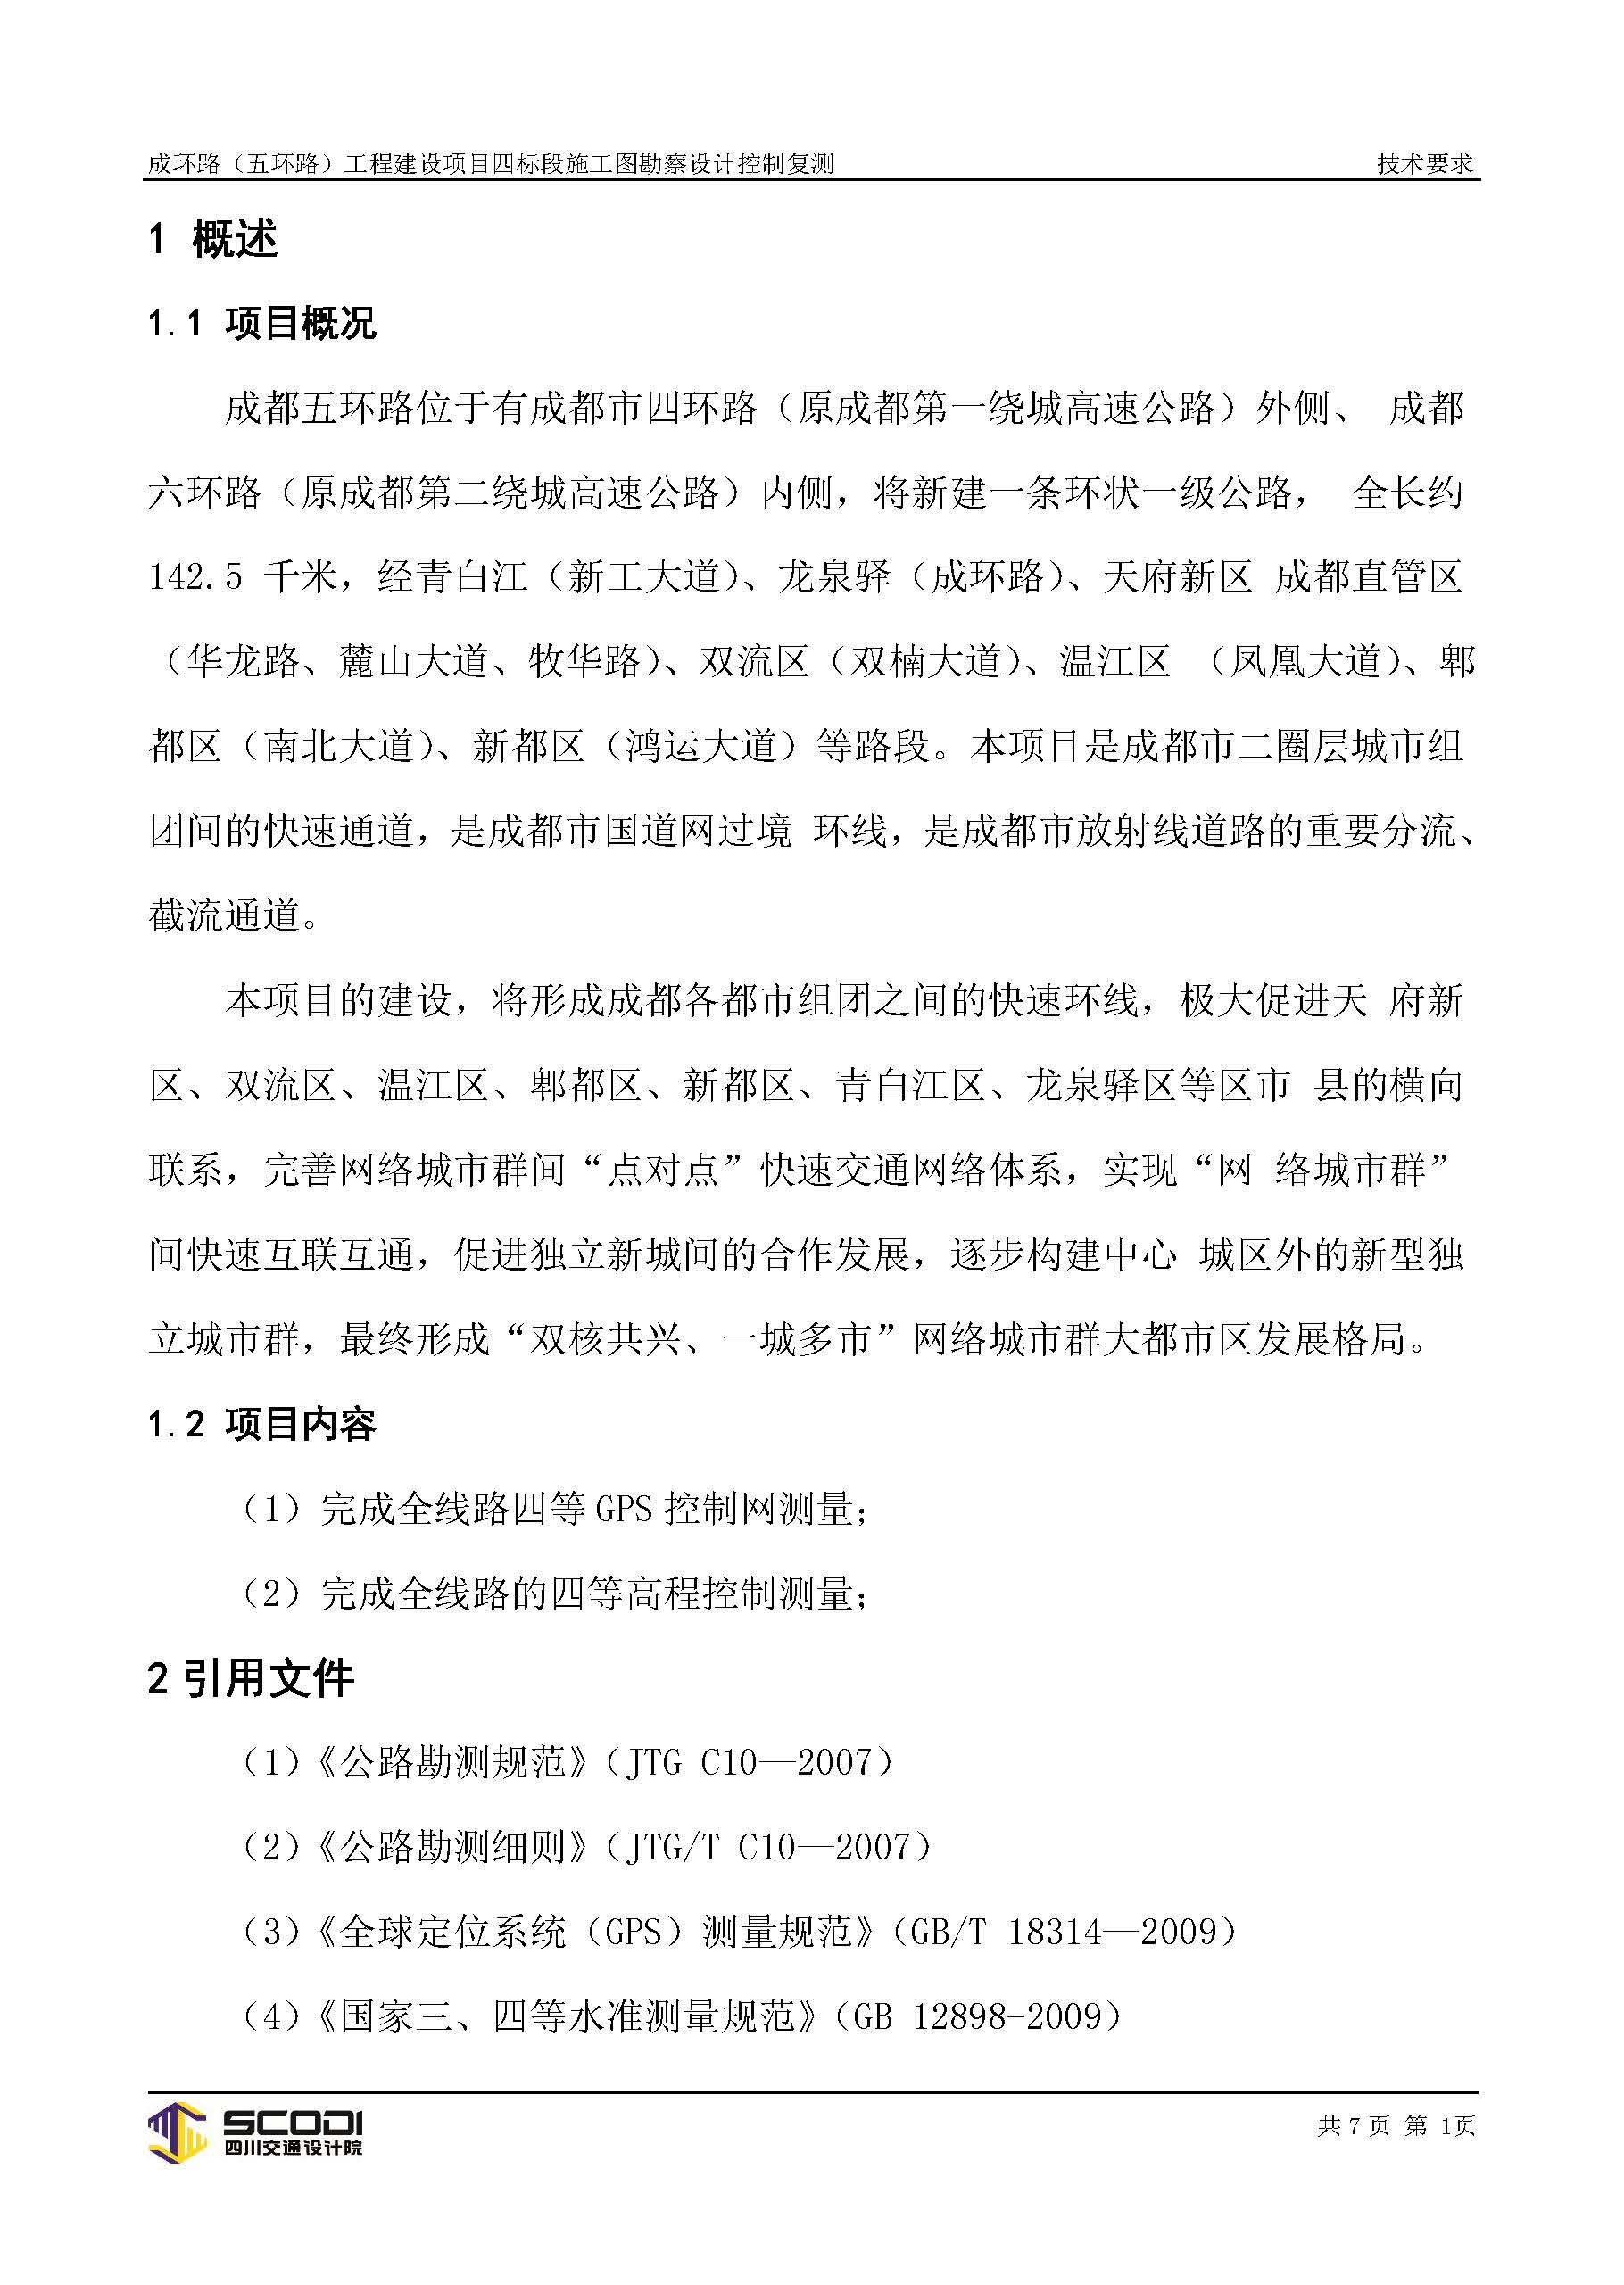 成环路（五环路）工程建设项目四标段施工图勘察设计控制复测 技术要求
1 概述
1.1 项目概况
成都五环路位于有成都市四环路（原成都第一绕城高速公路）外侧、 成都
六环路（原成都第二绕城高速公路）内侧，将新建一条环状一级公路， 全长约
142.5 千米，经青白江（新工大道）、龙泉驿（成环路）、天府新区 成都直管区
（华龙路、麓山大道、牧华路）、双流区（双楠大道）、温江区 （凤凰大道）、郫
都区（南北大道）、新都区（鸿运大道）等路段。本项目是成都市二圈层城市组
团间的快速通道，是成都市国道网过境 环线，是成都市放射线道路的重要分流、
截流通道。
本项目的建设，将形成成都各都市组团之间的快速环线，极大促进天 府新
区、双流区、温江区、郫都区、新都区、青白江区、龙泉驿区等区市 县的横向
联系，完善网络城市群间“点对点”快速交通网络体系，实现“网 络城市群”
间快速互联互通，促进独立新城间的合作发展，逐步构建中心 城区外的新型独
立城市群，最终形成“双核共兴、一城多市”网络城市群大都市区发展格局。
1.2 项目内容
（1）完成全线路四等 GPS 控制网测量；
（2）完成全线路的四等高程控制测量；
2 引用文件
（1）《公路勘测规范》（JTG C10—2007）
（2）《公路勘测细则》（JTG/T C10—2007）
（3）《全球定位系统（GPS）测量规范》（GB/T 18314—2009）
（4）《国家三、四等水准测量规范》（GB 12898-2009）
SCODI
四川交通设计院
共 7 页 第 1页